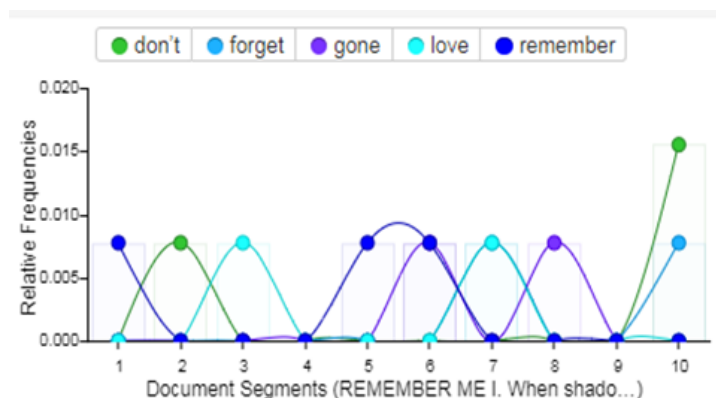 don't forget gone love remember
0.020
0.015
0.010
0.005
0.000
Relative Frequencies
1 2 3 4 5 6 7 8 9 10
Document Segments (REMEMBER ME I. When shado...)